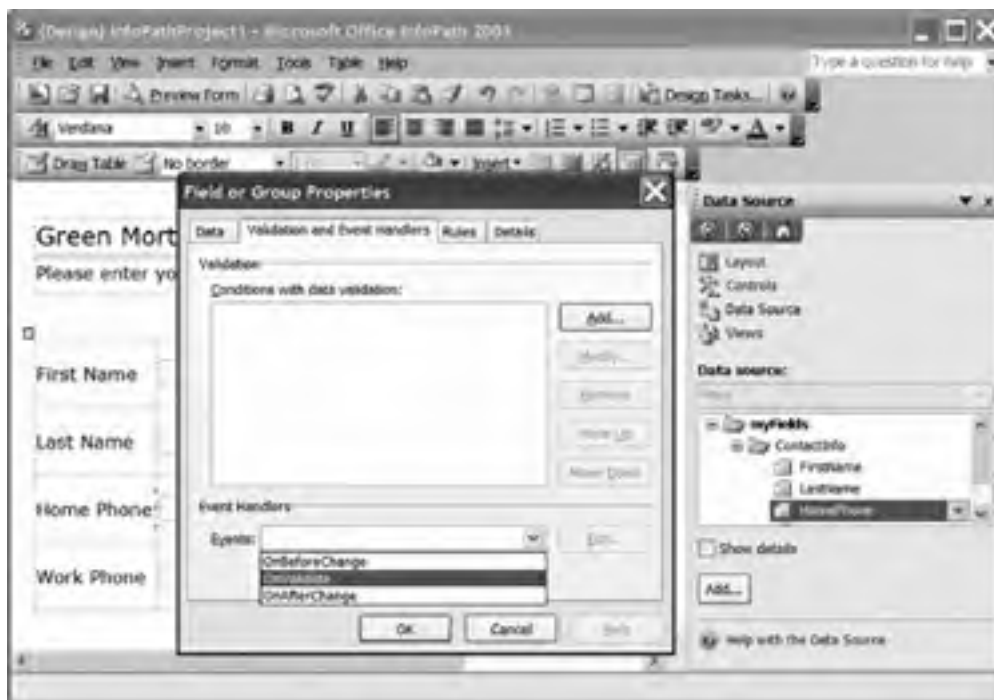 (Design) InfoPathProject1 - Microsoft Office InfoPath 2003
File Edit View Insert Format Tools Table Help
Type a question for help
Preview Form
Design Tasks...
Verdana 10 B I U
A
Drag Table No border Insert
Field or Group Properties
Data Validation and Event Handlers Rules Details
Validation
Conditions with data validation:
Add...
Modify...
Remove
Move Up
Move Down
Event Handlers
Events:
Edit...
OnBeforeChange
OnValidate
OnAfterChange
OK Cancel Help
Green Mort
Please enter yo
First Name
Last Name
Home Phone
Work Phone
Data Source
Layout
Controls
Data Source
Views
Data source:
myFields
ContactInfo
FirstName
LastName
HomePhone
Show details
Add...
Help with the Data Source